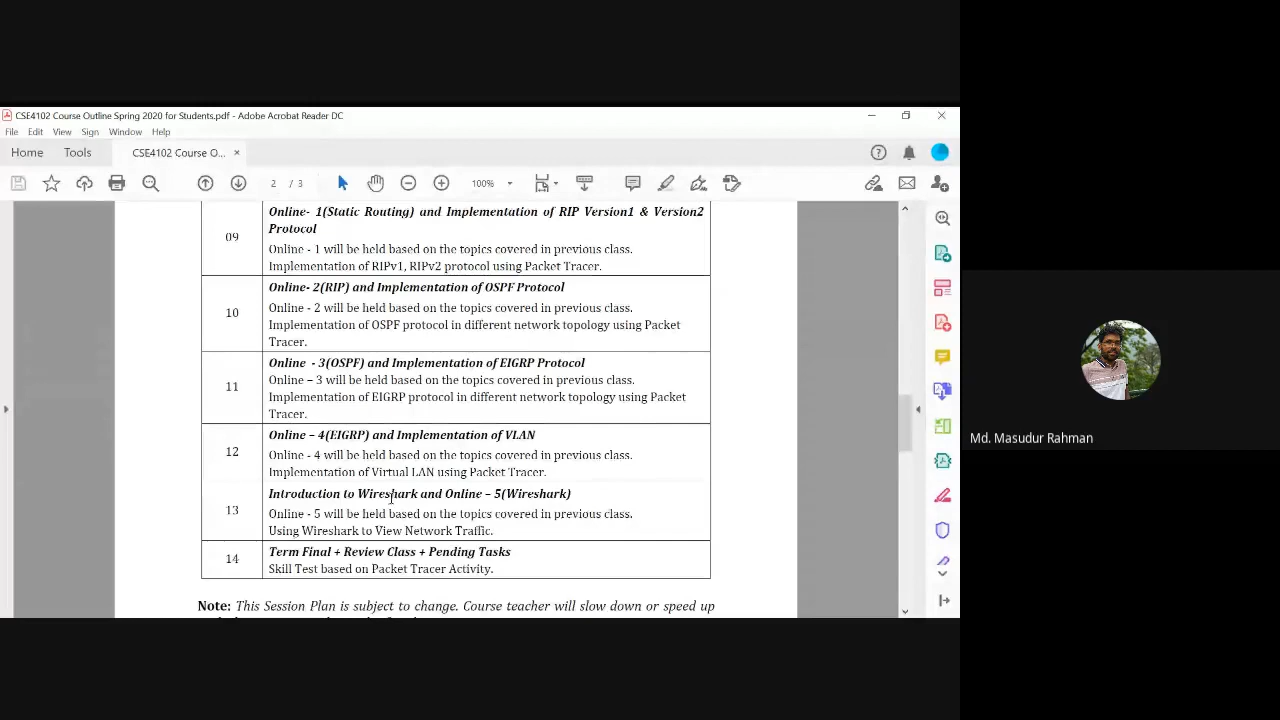 CSE4102 Course Outline Spring 2020 for Students.pdf - Adobe Acrobat Reader DC
File Edit View Sign Window Help
Home Tools CSE4102 Course O... ×
2 / 3 100%
09
Online- 1(Static Routing) and Implementation of RIP Version1 & Version2
Protocol
Online - 1 will be held based on the topics covered in previous class.
Implementation of RIPv1, RIPv2 protocol using Packet Tracer.
10
Online- 2(RIP) and Implementation of OSPF Protocol
Online - 2 will be held based on the topics covered in previous class.
Implementation of OSPF protocol in different network topology using Packet
Tracer.
11
Online - 3(OSPF) and Implementation of EIGRP Protocol
Online – 3 will be held based on the topics covered in previous class.
Implementation of EIGRP protocol in different network topology using Packet
Tracer.
12
Online – 4(EIGRP) and Implementation of VLAN
Online - 4 will be held based on the topics covered in previous class.
Implementation of Virtual LAN using Packet Tracer.
13
Introduction to Wireshark and Online – 5(Wireshark)
Online - 5 will be held based on the topics covered in previous class.
Using Wireshark to View Network Traffic.
14
Term Final + Review Class + Pending Tasks
Skill Test based on Packet Tracer Activity.
Note: This Session Plan is subject to change. Course teacher will slow down or speed up
Md. Masudur Rahman